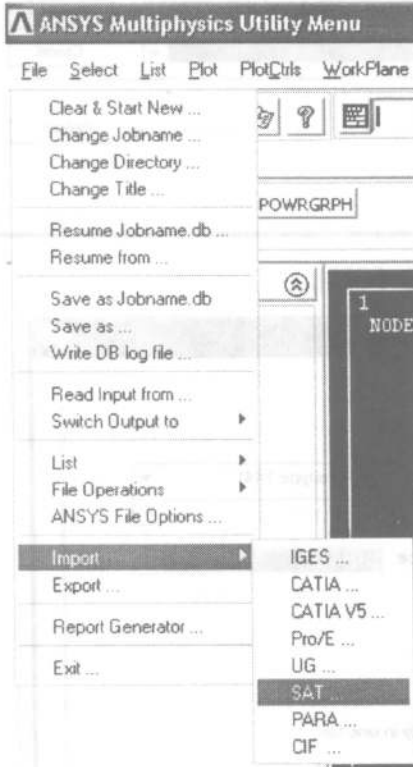 ANSYS Multiphysics Utility Menu
File Select List Plot PlotCtrls WorkPlane
Clear & Start New ...
Change Jobname ...
Change Directory ...
Change Title ...
POWRGRPH
Resume Jobname.db ...
Resume from ...
Save as Jobname.db
Save as ...
Write DB log file ...
1
NODE
Read Input from ...
Switch Output to
List
File Operations
ANSYS File Options ...
Import
Export ...
Report Generator ...
Exit ...
IGES ...
CATIA ...
CATIA V5 ...
Pro/E ...
UG ...
SAT ...
PARA ...
CIF ...